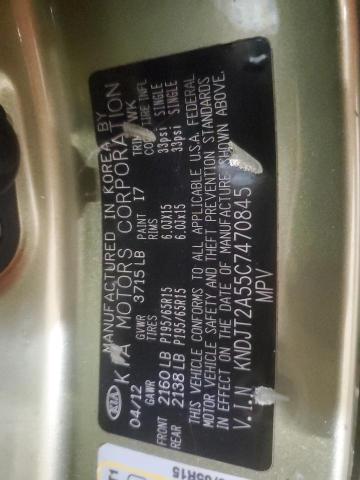 MANUFACTURED IN KOREA BY
KIA KIA MOTORS CORPORATION
04/12 GVWR 3715 LB PAINT I7 TRIM WK
GAWR TIRES RIMS COLD TIRE INFL
FRONT 2160 LB P195/65R15 6.0JX15 33psi SINGLE
REAR 2138 LB P195/65R15 6.0JX15 33psi SINGLE
THIS VEHICLE CONFORMS TO ALL APPLICABLE U.S.A. FEDERAL
MOTOR VEHICLE SAFETY AND THEFT PREVENTION STANDARDS
IN EFFECT ON THE DATE OF MANUFACTURE SHOWN ABOVE.
V.I.N KNDJT2A55C7470845
MPV